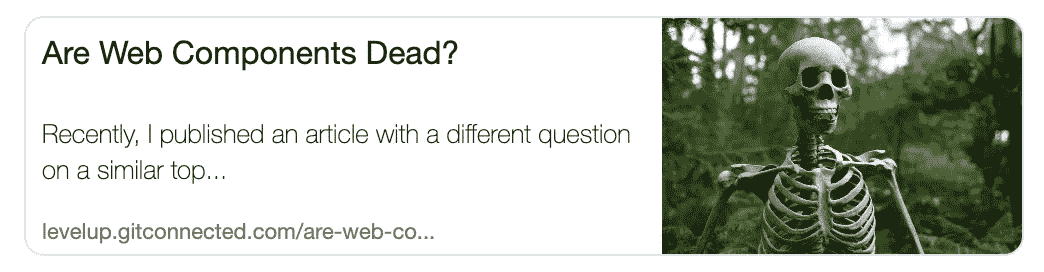 Are Web Components Dead?
Recently, I published an article with a different question
on a similar top...
levelup.gitconnected.com/are-web-co...